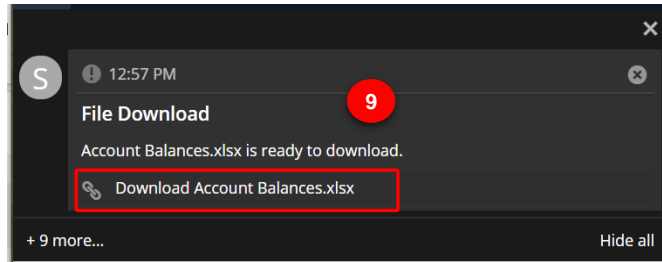 S
12:57 PM
9
File Download
Account Balances.xlsx is ready to download.
Download Account Balances.xlsx
+ 9 more...
Hide all